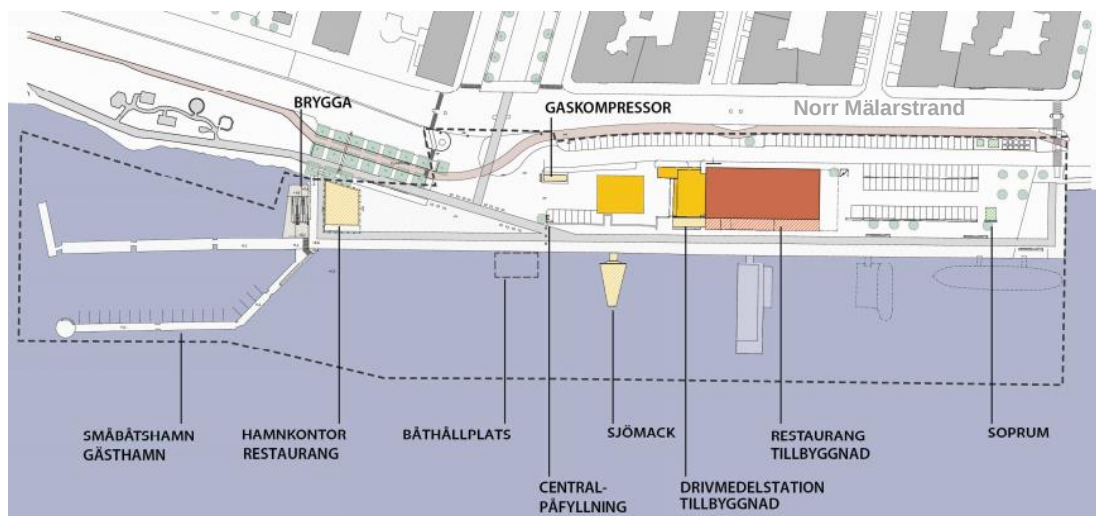 BRYGGA
GASKOMPRESSOR
Norr Mälarstrand
SMÅBÅTSHAMN
GÄSTHAMN
HAMNKONTOR
RESTAURANG
BÅTHÅLLPLATS
SJÖMACK
RESTAURANG
TILLBYGGNAD
SOPRUM
CENTRAL-
PÅFYLLNING
DRIVMEDELSTATION
TILLBYGGNAD